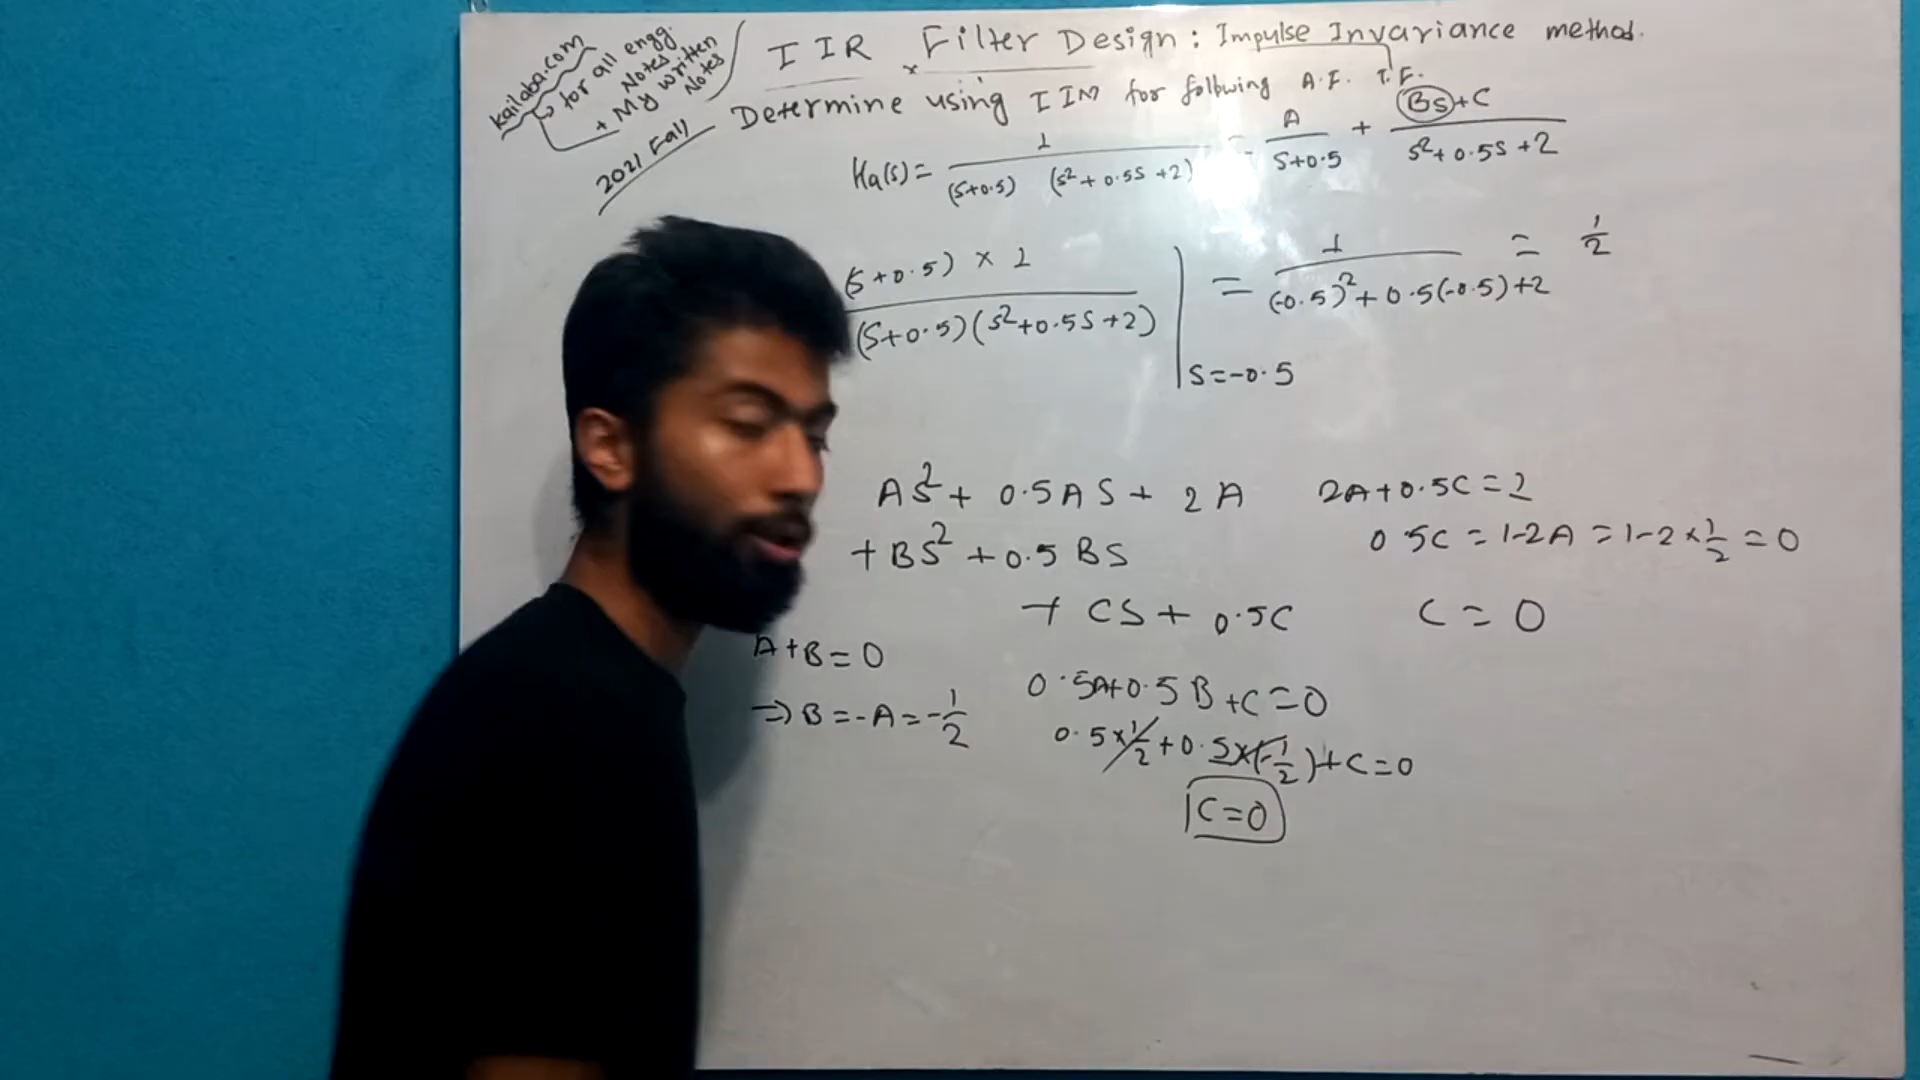 kailaba.com
for all engg
Notes
+ My written
Notes
2021 Fall
IIR Filter Design : Impulse Invariance method.
Determine using IIM for following A.F. T.F.
Ha(s) = 1 / (s+0.5) (s²+0.5s+2) = A / s+0.5 + Bs+C / s²+0.5s+2
(s+0.5) × 1 / (s+0.5)(s²+0.5s+2) | s=-0.5 = 1 / (-0.5)²+0.5(-0.5)+2 = 1/2
As² + 0.5As + 2A
+ Bs² + 0.5Bs
+ Cs + 0.5C
2A+0.5C=2
0.5C = 1-2A = 1-2×1/2 = 0
C = 0
A+B=0
⇒ B=-A=-1/2
0.5A+0.5B+C=0
0.5×1/2+0.5×(-1/2)+C=0
C=0